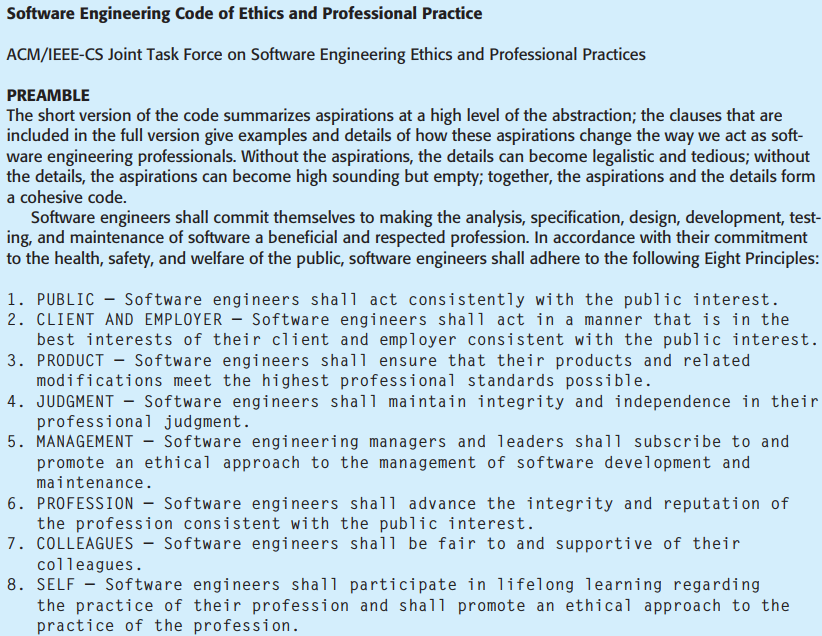 Software Engineering Code of Ethics and Professional Practice
ACM/IEEE-CS Joint Task Force on Software Engineering Ethics and Professional Practices
PREAMBLE
The short version of the code summarizes aspirations at a high level of the abstraction; the clauses that are
included in the full version give examples and details of how these aspirations change the way we act as soft-
ware engineering professionals. Without the aspirations, the details can become legalistic and tedious; without
the details, the aspirations can become high sounding but empty; together, the aspirations and the details form
a cohesive code.
Software engineers shall commit themselves to making the analysis, specification, design, development, test-
ing, and maintenance of software a beneficial and respected profession. In accordance with their commitment
to the health, safety, and welfare of the public, software engineers shall adhere to the following Eight Principles:
1. PUBLIC — Software engineers shall act consistently with the public interest.
2. CLIENT AND EMPLOYER — Software engineers shall act in a manner that is in the
best interests of their client and employer consistent with the public interest.
3. PRODUCT — Software engineers shall ensure that their products and related
modifications meet the highest professional standards possible.
4. JUDGMENT — Software engineers shall maintain integrity and independence in their
professional judgment.
5. MANAGEMENT — Software engineering managers and leaders shall subscribe to and
promote an ethical approach to the management of software development and
maintenance.
6. PROFESSION — Software engineers shall advance the integrity and reputation of
the profession consistent with the public interest.
7. COLLEAGUES — Software engineers shall be fair to and supportive of their
colleagues.
8. SELF — Software engineers shall participate in lifelong learning regarding
the practice of their profession and shall promote an ethical approach to the
practice of the profession.